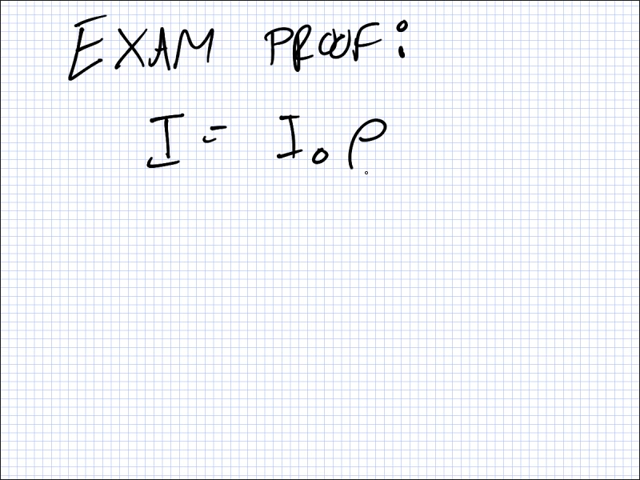 EXAM PROOF:
I = I₀ ρ